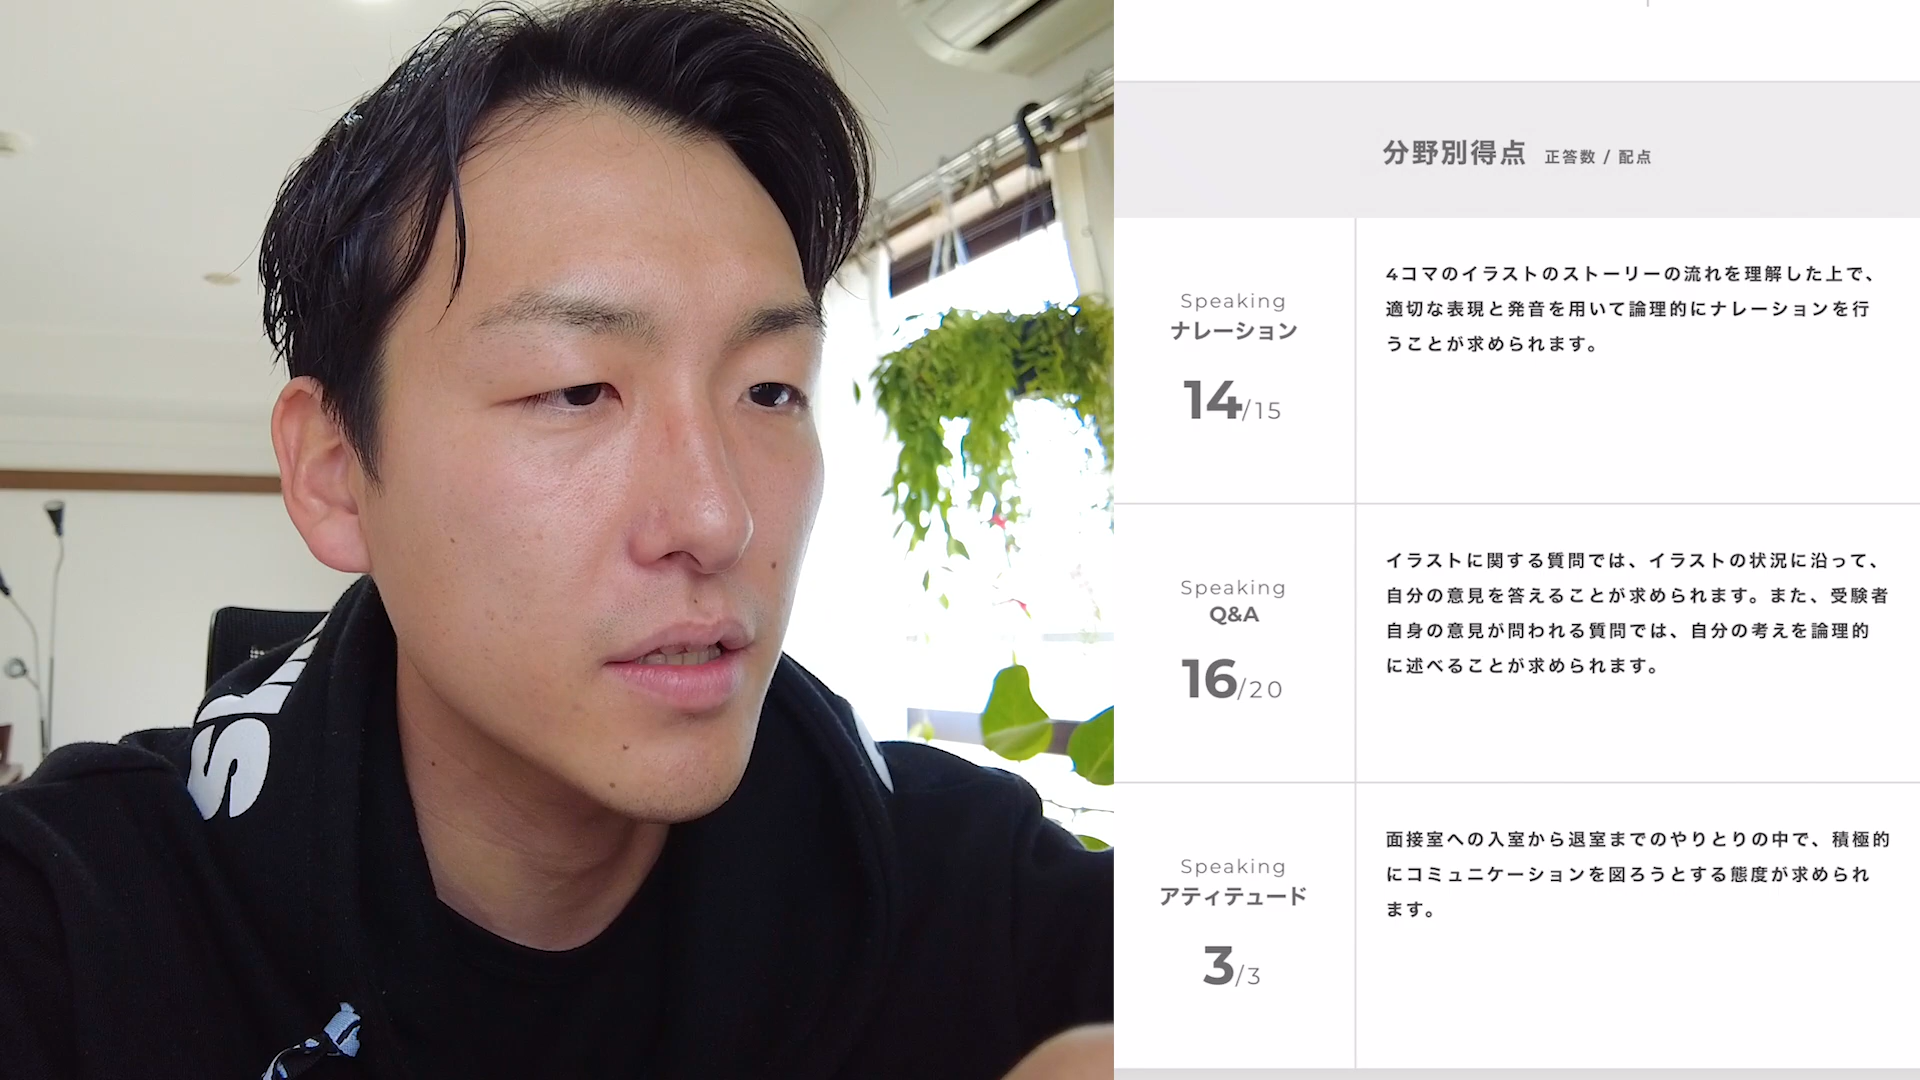 分野別得点 正答数 / 配点
Speaking
ナレーション
14/15
4コマのイラストのストーリーの流れを理解した上で、
適切な表現と発音を用いて論理的にナレーションを行
うことが求められます。
Speaking
Q&A
16/20
イラストに関する質問では、イラストの状況に沿って、
自分の意見を答えることが求められます。また、受験者
自身の意見が問われる質問では、自分の考えを論理的
に述べることが求められます。
Speaking
アティテュード
3/3
面接室への入室から退室までのやりとりの中で、積極的
にコミュニケーションを図ろうとする態度が求められ
ます。